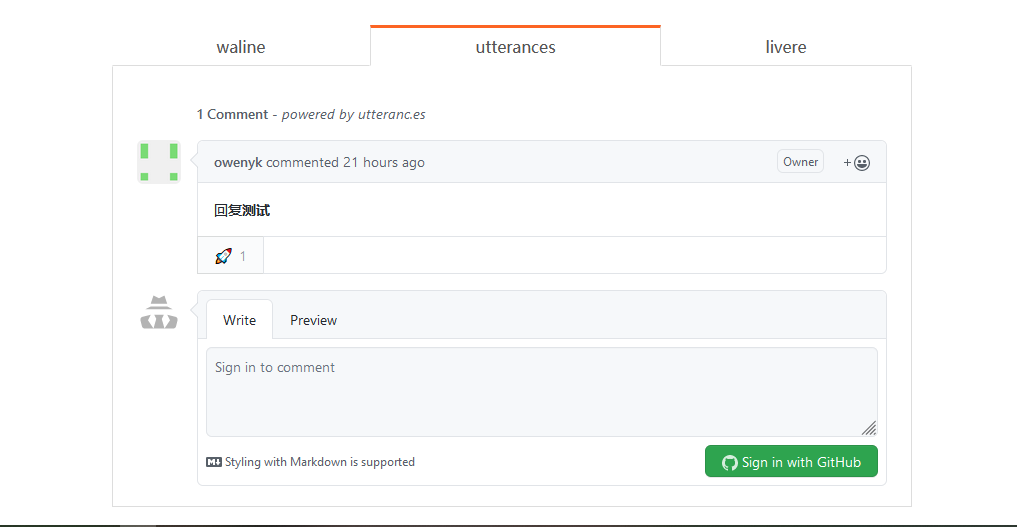 waline utterances livere
1 Comment - powered by utteranc.es
owenyk commented 21 hours ago Owner +
回复测试
1
Write Preview
Sign in to comment
Styling with Markdown is supported Sign in with GitHub